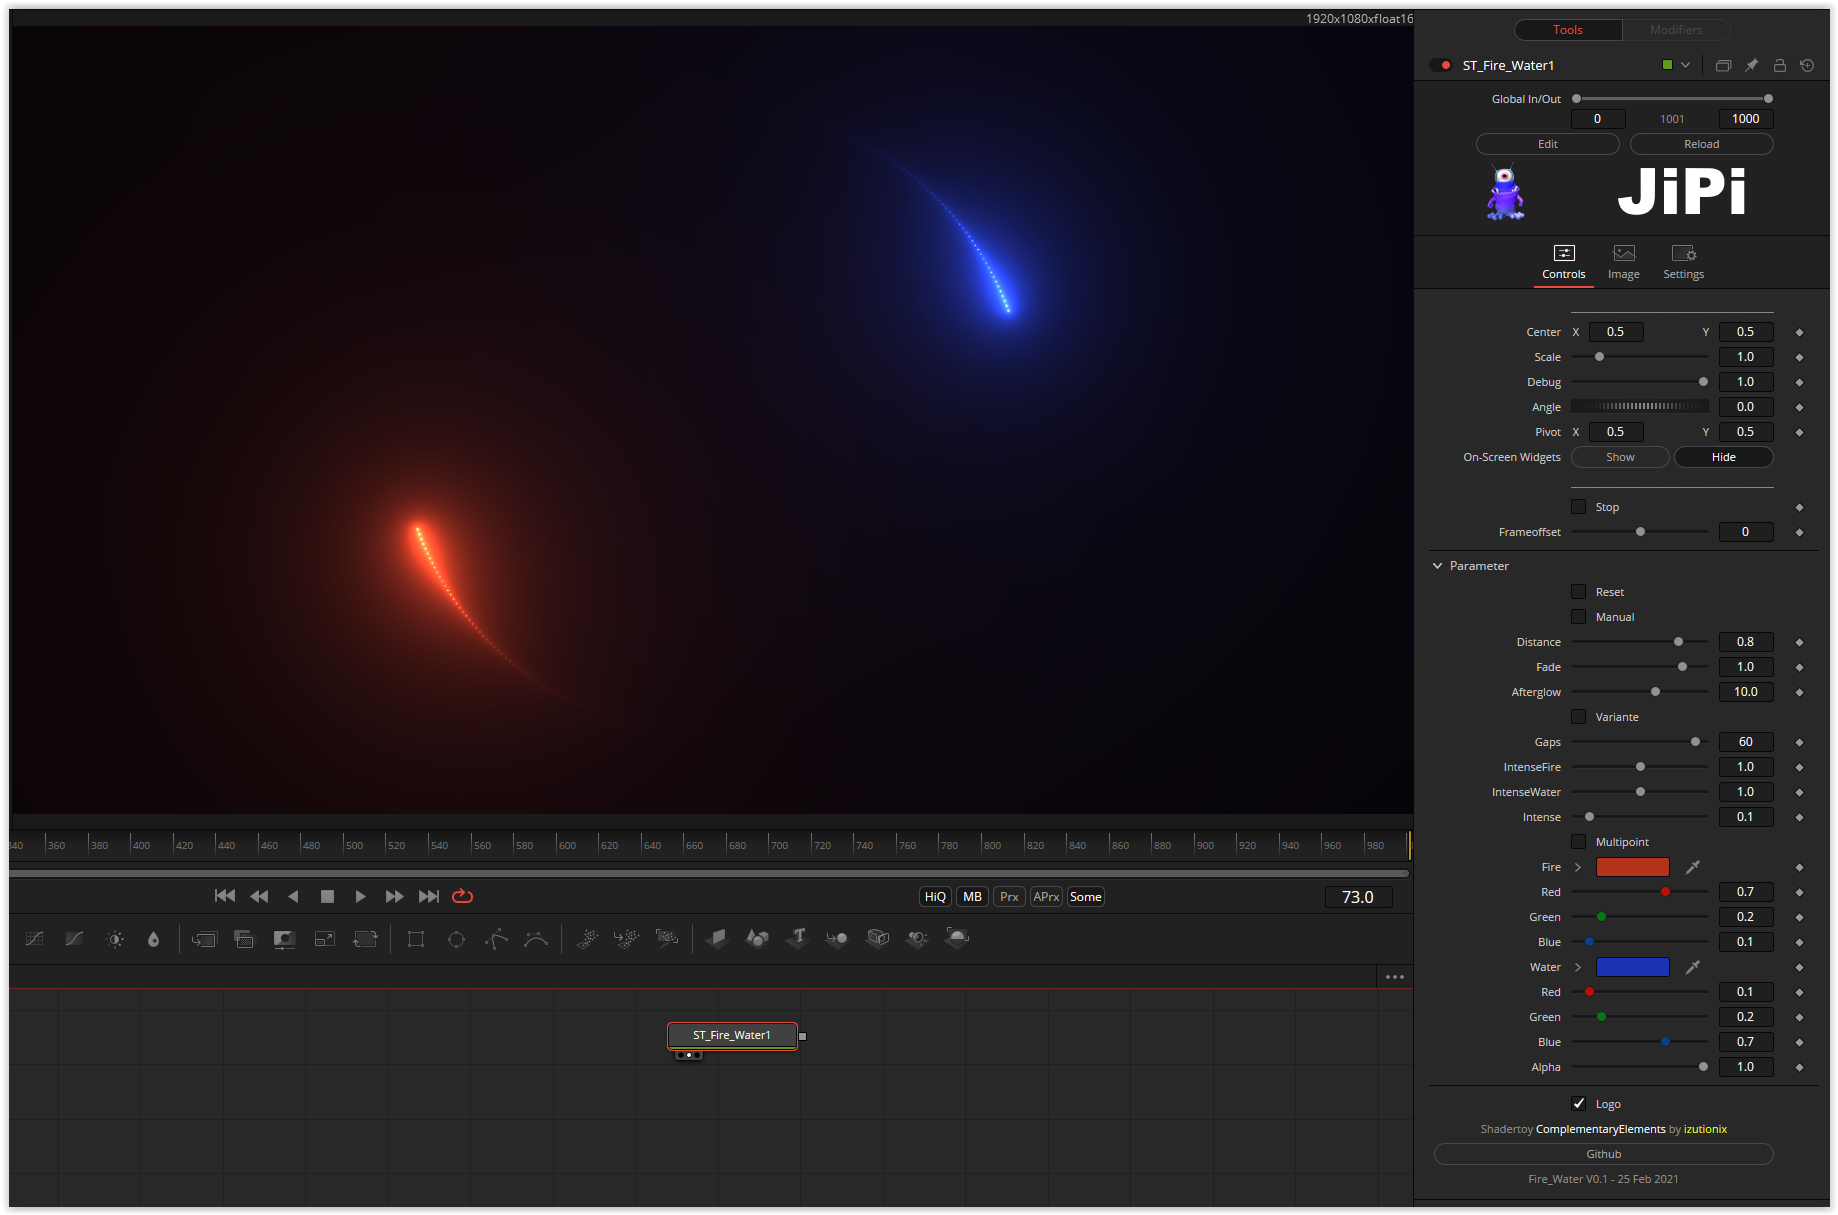 1920x1080xfloat16
Tools Modifiers
ST_Fire_Water1
Global In/Out
0 1001 1000
Edit Reload
JiPi
Controls Image Settings
Center X 0.5 Y 0.5
Scale 1.0
Debug 1.0
Angle 0.0
Pivot X 0.5 Y 0.5
On-Screen Widgets Show Hide
Stop
Frameoffset 0
Parameter
Reset
Manual
Distance 0.8
Fade 1.0
Afterglow 10.0
Variante
Gaps 60
IntenseFire 1.0
IntenseWater 1.0
Intense 0.1
Multipoint
Fire
Red 0.7
Green 0.2
Blue 0.1
Water
Red 0.1
Green 0.2
Blue 0.7
Alpha 1.0
Logo
Shadertoy ComplementaryElements by izutionix
Github
Fire_Water V0.1 - 25 Feb 2021
340 360 380 400 420 440 460 480 500 520 540 560 580 600 620 640 660 680 700 720 740 760 780 800 820 840 860 880 900 920 940 960 980
HiQ MB Prx APrx Some 73.0
ST_Fire_Water1